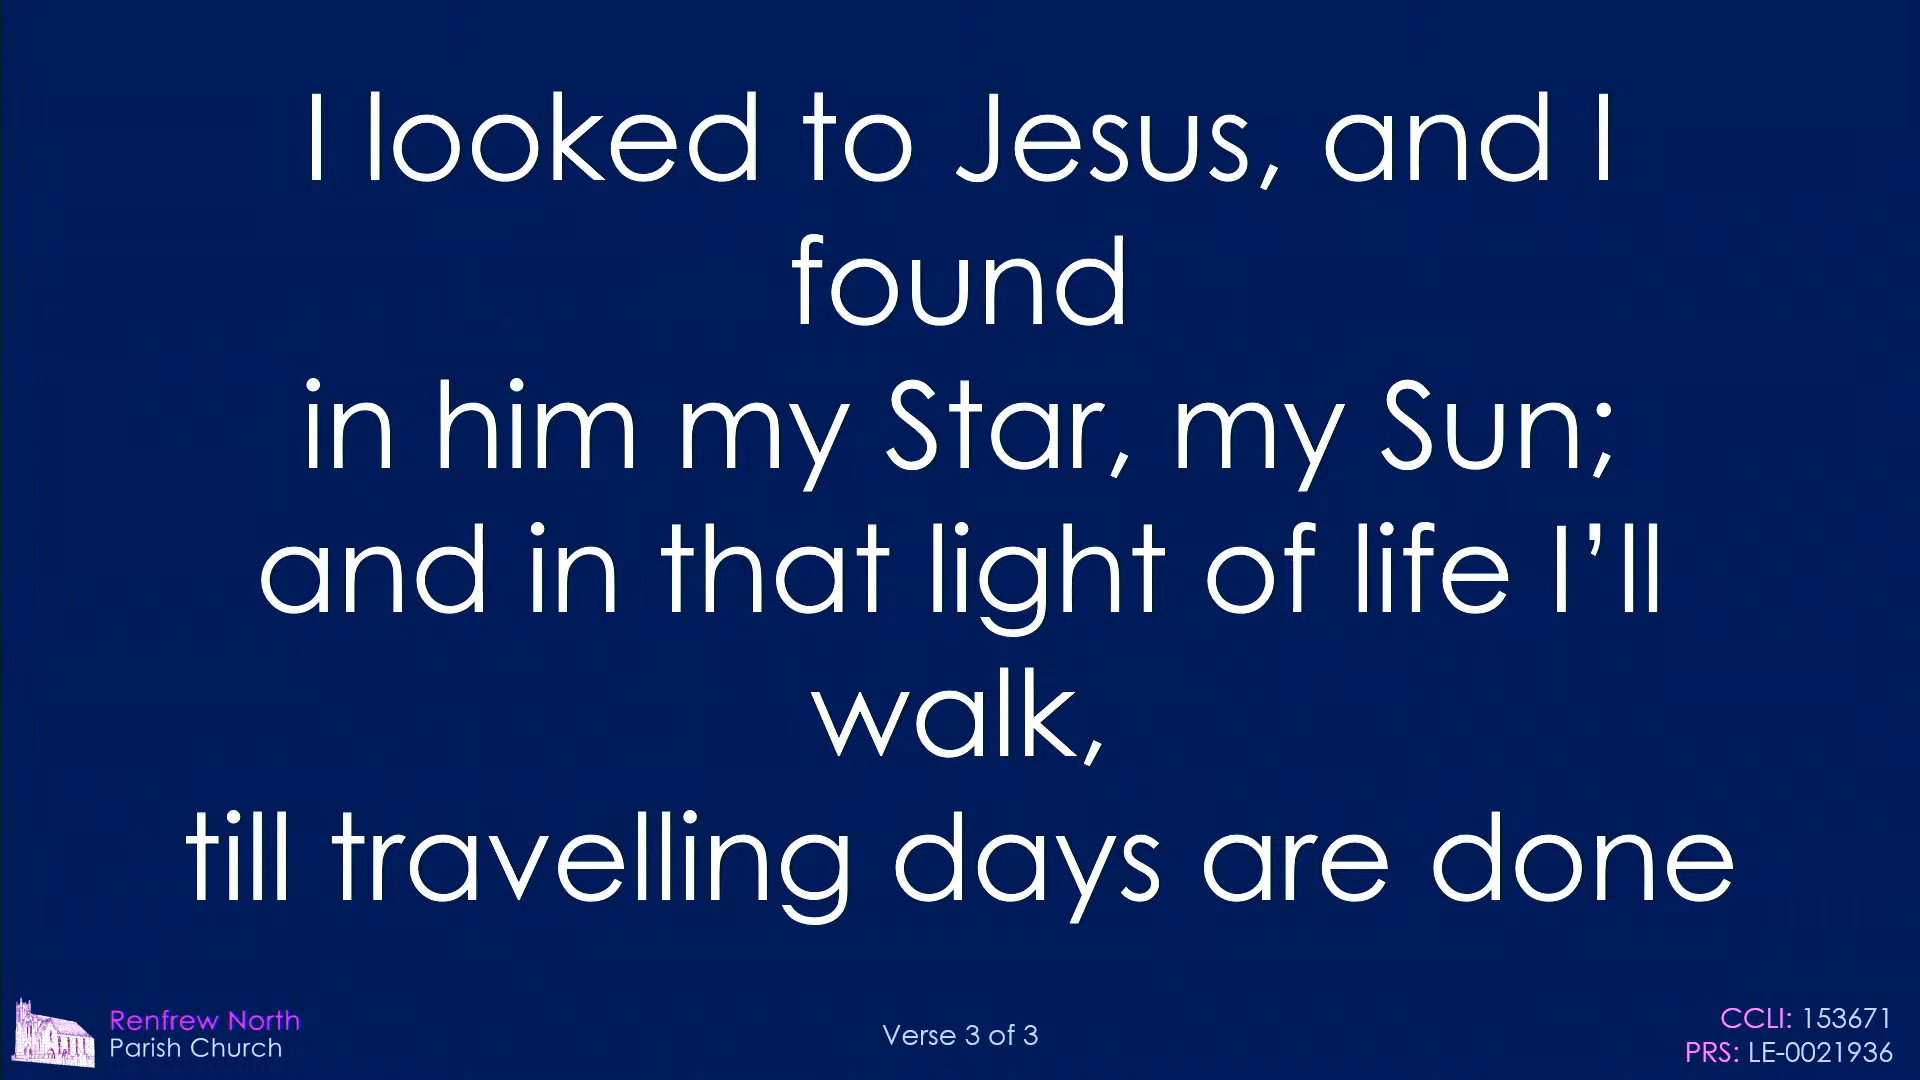 I looked to Jesus, and I
found
in him my Star, my Sun;
and in that light of life I’ll
walk,
till travelling days are done
Renfrew North
Parish Church
Verse 3 of 3
CCLI: 153671
PRS: LE-0021936